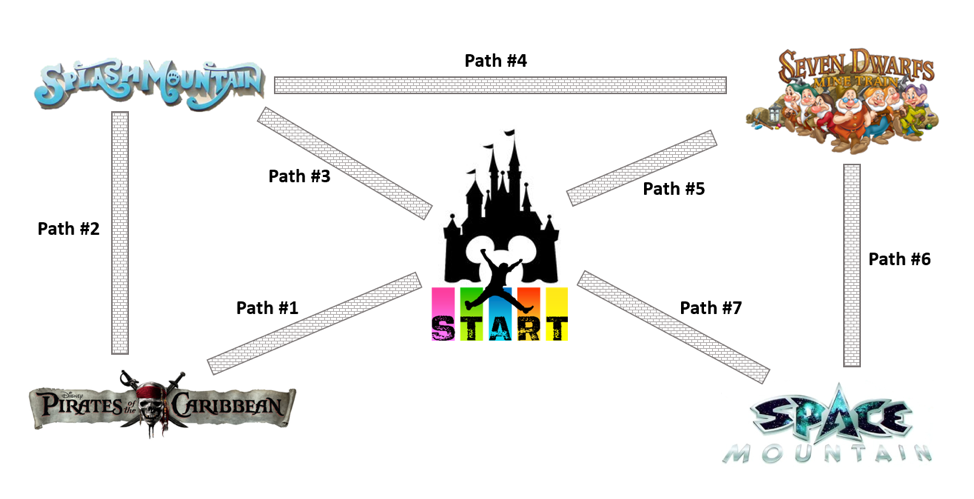 Path #4
SPLASH MOUNTAIN
SEVEN DWARFS
MINE TRAIN
Path #3
Path #5
Path #2
Path #6
Path #1
Path #7
START
Disney
PIRATES of the CARIBBEAN
SPACE
MOUNTAIN